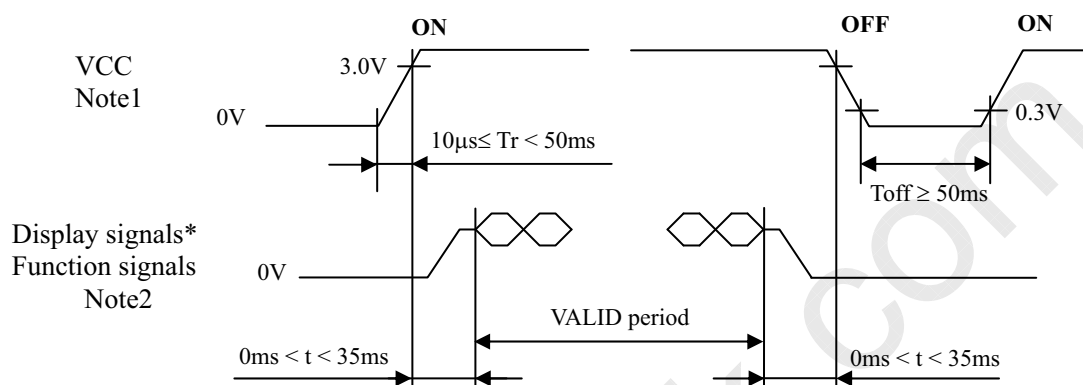 ON
OFF
ON
VCC
Note1
3.0V
0V
0.3V
10μs≤ Tr < 50ms
Toff ≥ 50ms
Display signals*
Function signals
Note2
0V
VALID period
0ms < t < 35ms
0ms < t < 35ms
com